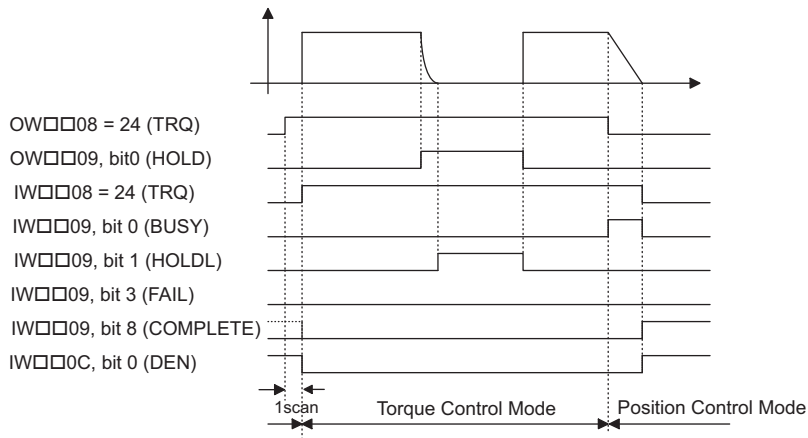 OW□□08 = 24 (TRQ)
OW□□09, bit0 (HOLD)
IW□□08 = 24 (TRQ)
IW□□09, bit 0 (BUSY)
IW□□09, bit 1 (HOLDL)
IW□□09, bit 3 (FAIL)
IW□□09, bit 8 (COMPLETE)
IW□□0C, bit 0 (DEN)
1scan
Torque Control Mode
Position Control Mode